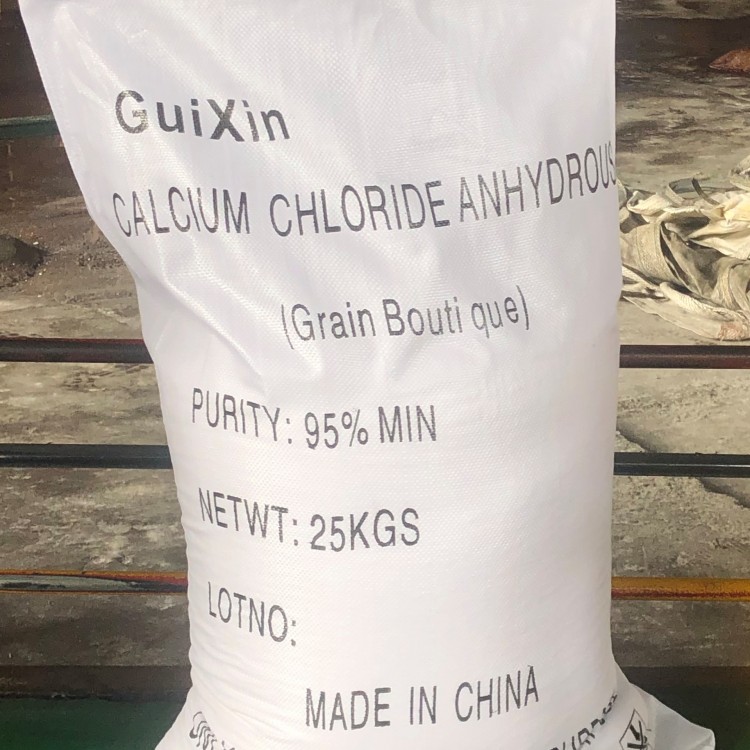 GuiXin
CALCIUM CHLORIDE ANHYDROUS
(Grain Bouti que)
PURITY: 95% MIN
NETWT: 25KGS
LOTNO:
MADE IN CHINA